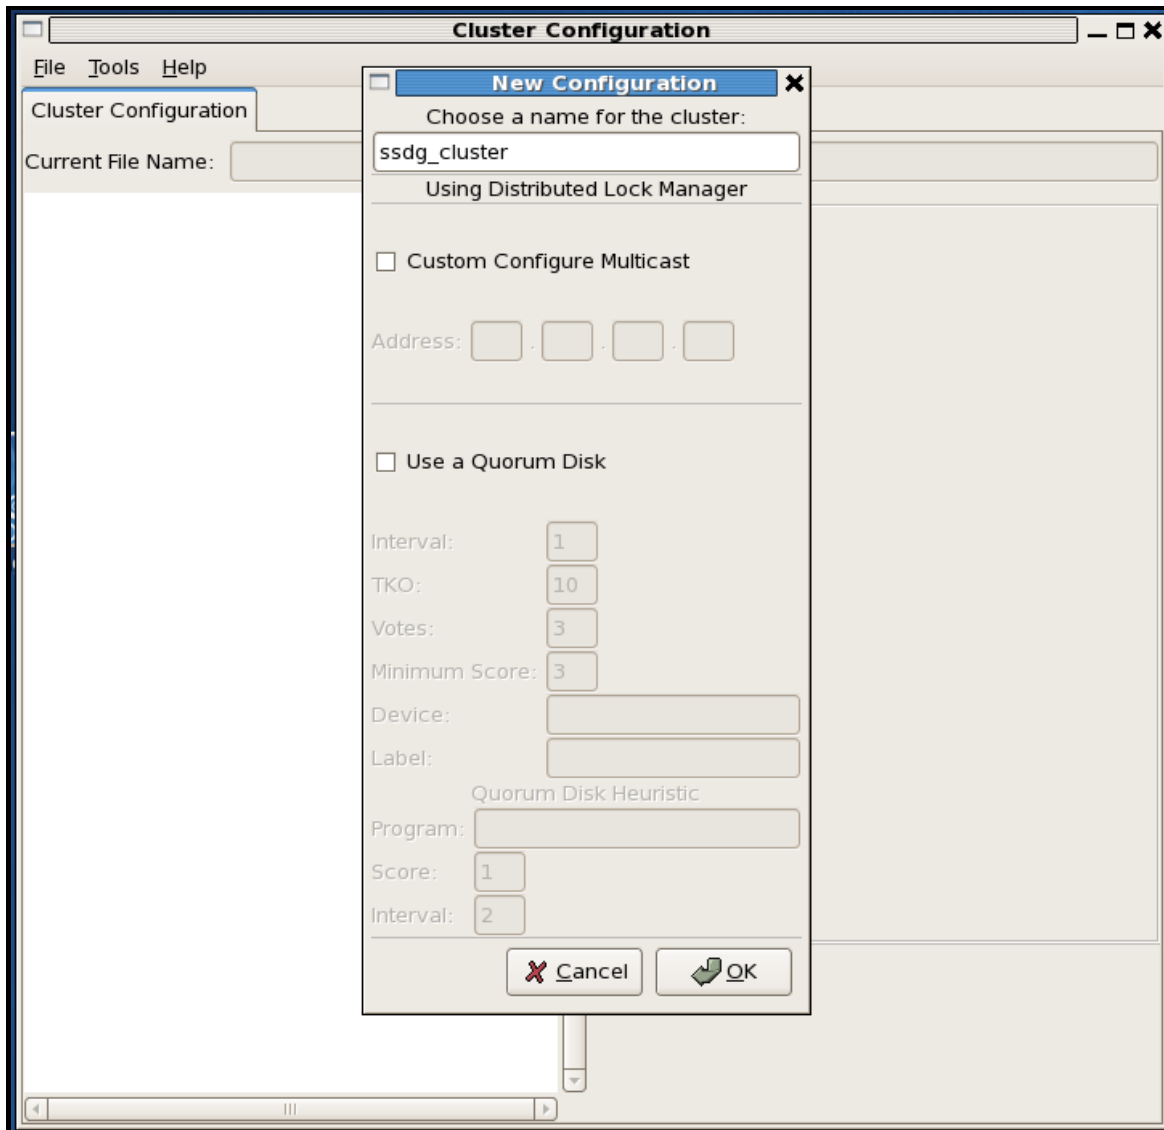 Cluster Configuration
File Tools Help
Cluster Configuration
Current File Name:
New Configuration
Choose a name for the cluster:
ssdg_cluster
Using Distributed Lock Manager
Custom Configure Multicast
Address: . . .
Use a Quorum Disk
Interval: 1
TKO: 10
Votes: 3
Minimum Score: 3
Device:
Label:
Quorum Disk Heuristic
Program:
Score: 1
Interval: 2
Cancel OK